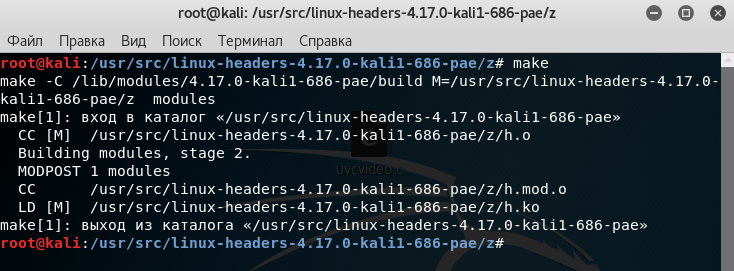 root@kali: /usr/src/linux-headers-4.17.0-kali1-686-pae/z
Файл Правка Вид Поиск Терминал Справка
root@kali:/usr/src/linux-headers-4.17.0-kali1-686-pae/z# make
make -C /lib/modules/4.17.0-kali1-686-pae/build M=/usr/src/linux-headers-4.17.0-
kali1-686-pae/z  modules
make[1]: вход в каталог «/usr/src/linux-headers-4.17.0-kali1-686-pae»
  CC [M]  /usr/src/linux-headers-4.17.0-kali1-686-pae/z/h.o
  Building modules, stage 2.
uvcvideo.c
  MODPOST 1 modules
  CC      /usr/src/linux-headers-4.17.0-kali1-686-pae/z/h.mod.o
  LD [M]  /usr/src/linux-headers-4.17.0-kali1-686-pae/z/h.ko
make[1]: выход из каталога «/usr/src/linux-headers-4.17.0-kali1-686-pae»
root@kali:/usr/src/linux-headers-4.17.0-kali1-686-pae/z#